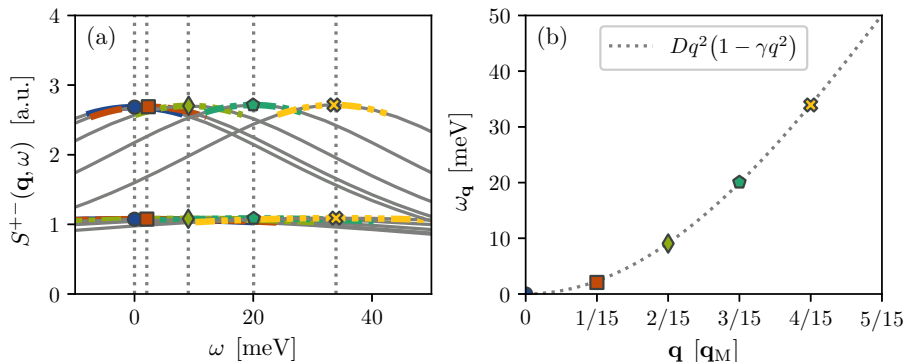 (a)
4
3
2
1
0
S⁺⁻(q, ω) [a.u.]
0 20 40
ω [meV]
(b)
Dq²(1 − γq²)
50
40
30
20
10
0
ω_q [meV]
0 1/15 2/15 3/15 4/15 5/15
q [q_M]